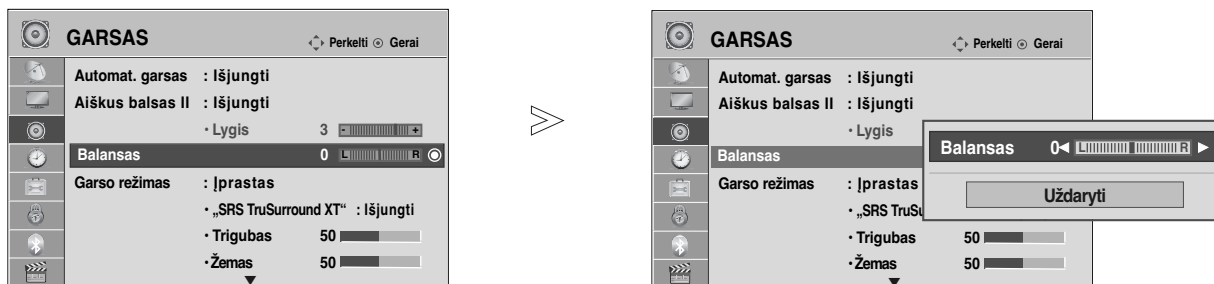 GARSAS Perkelti Gerai
Automat. garsas : Išjungti
Aiškus balsas II : Išjungti
• Lygis 3 - +
Balansas 0 L R
Garso režimas : Įprastas
• „SRS TruSurround XT“ : Išjungti
• Trigubas 50
• Žemas 50
GARSAS Perkelti Gerai
Automat. garsas : Išjungti
Aiškus balsas II : Išjungti
• Lygis
Balansas
Garso režimas : Įprastas
• „SRS TruSu
• Trigubas 50
• Žemas 50
Balansas 0 L R
Uždaryti